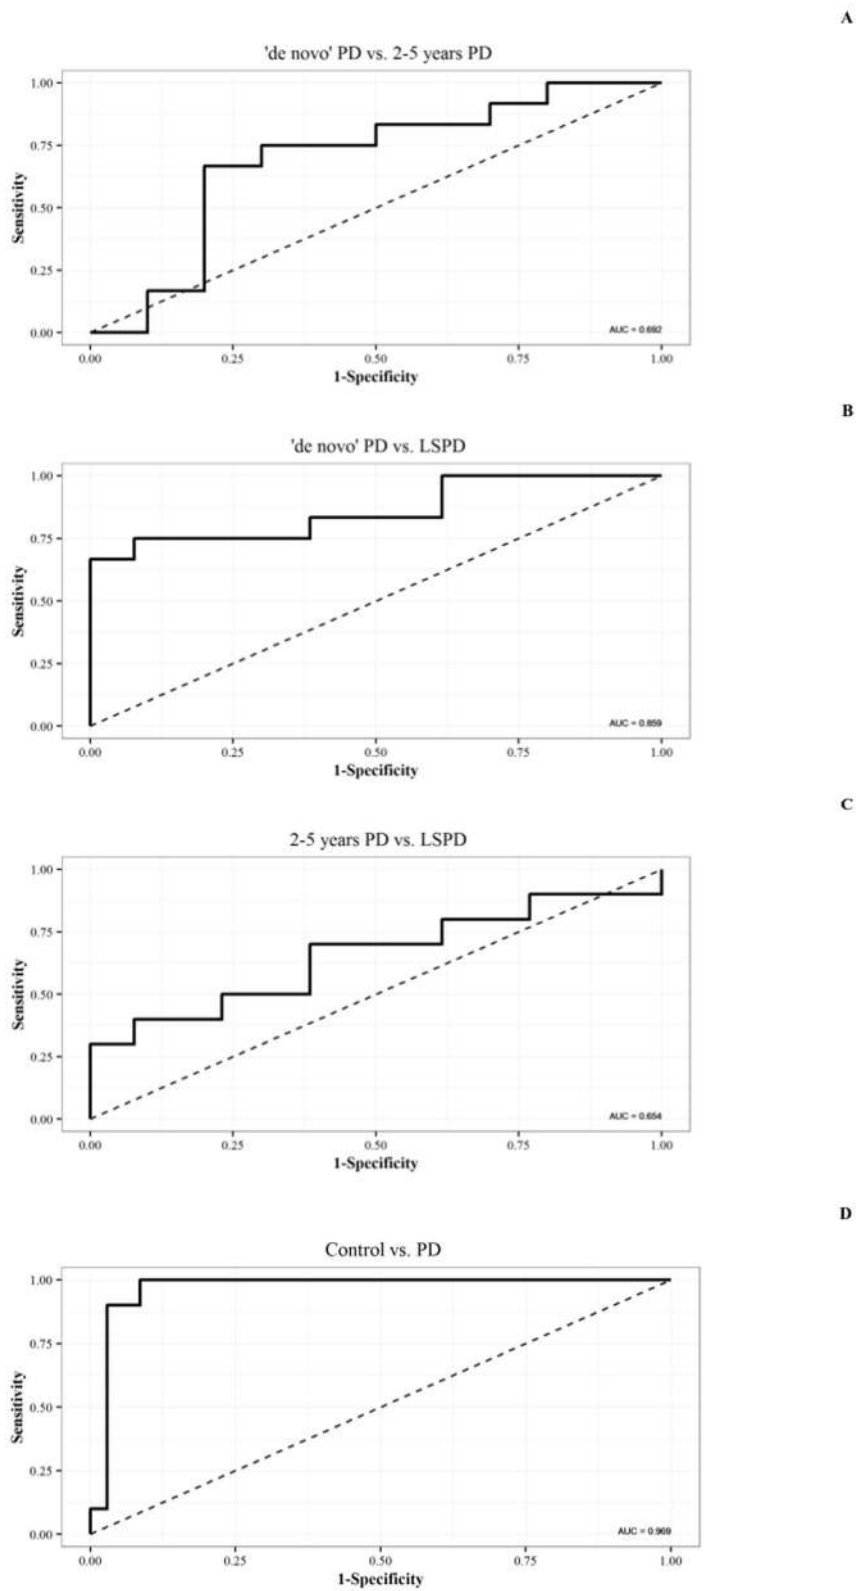 A
'de novo' PD vs. 2-5 years PD
1.00
0.75
0.50
0.25
0.00
Sensitivity
0.00 0.25 0.50 0.75 1.00
1-Specificity
AUC = 0.692
B
'de novo' PD vs. LSPD
1.00
0.75
0.50
0.25
0.00
Sensitivity
0.00 0.25 0.50 0.75 1.00
1-Specificity
AUC = 0.859
C
2-5 years PD vs. LSPD
1.00
0.75
0.50
0.25
0.00
Sensitivity
0.00 0.25 0.50 0.75 1.00
1-Specificity
AUC = 0.654
D
Control vs. PD
1.00
0.75
0.50
0.25
0.00
Sensitivity
0.00 0.25 0.50 0.75 1.00
1-Specificity
AUC = 0.969